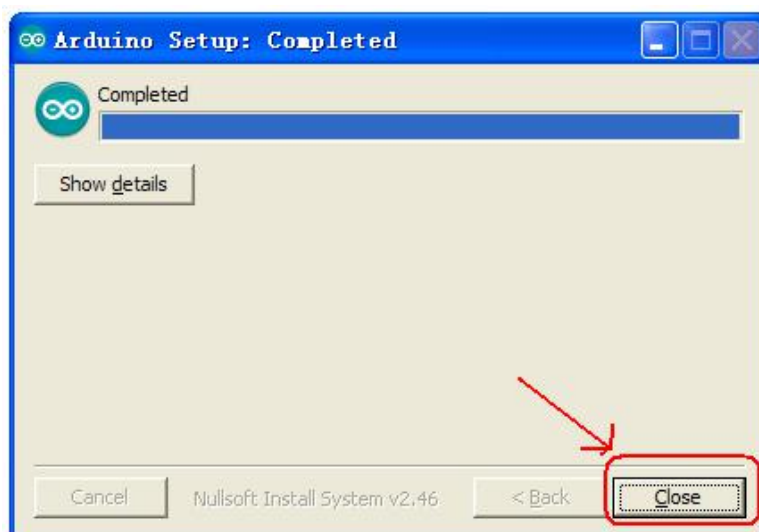 Arduino Setup: Completed
Completed
Show details
Cancel
Nullsoft Install System v2.46
< Back
Close